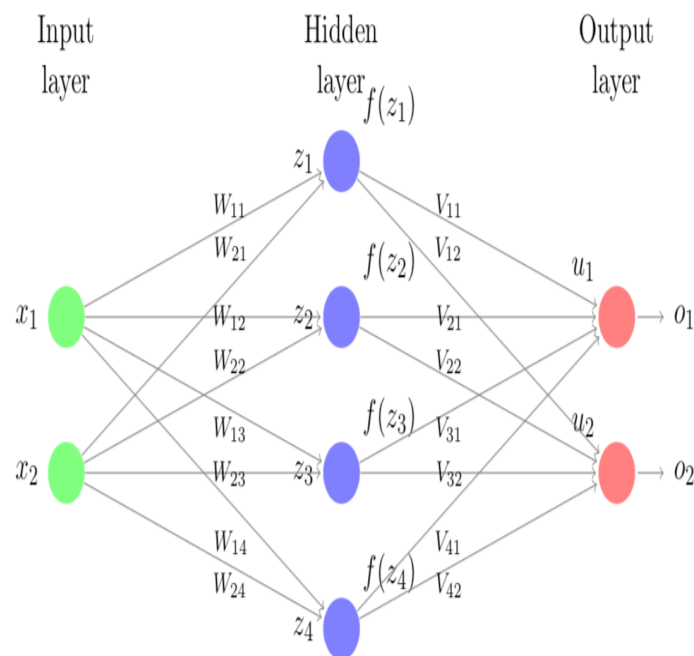 Input layer
Hidden layer
Output layer
f(z₁)
z₁
W₁₁
V₁₁
W₂₁
V₁₂
f(z₂)
u₁
x₁
W₁₂
z₂
V₂₁
o₁
W₂₂
V₂₂
f(z₃)
u₂
W₁₃
V₃₁
x₂
W₂₃
z₃
V₃₂
o₂
W₁₄
V₄₁
f(z₄)
W₂₄
V₄₂
z₄